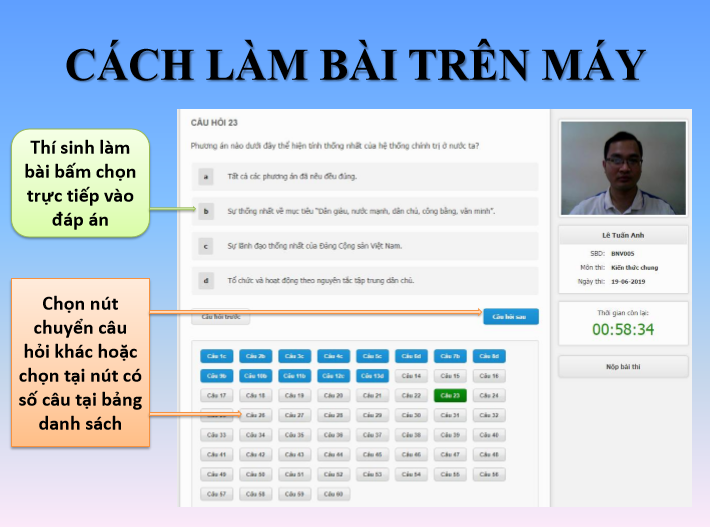 CÁCH LÀM BÀI TRÊN MÁY
Thí sinh làm
bài bấm chọn
trực tiếp vào
đáp án
Chọn nút
chuyển câu
hỏi khác hoặc
chọn tại nút có
số câu tại bảng
danh sách
CÂU HỎI 23
Phương án nào dưới đây thể hiện tính thống nhất của hệ thống chính trị ở nước ta?
a Tất cả các phương án đã nêu đều đúng.
b Sự thống nhất về mục tiêu "Dân giàu, nước mạnh, dân chủ, công bằng, văn minh".
c Sự lãnh đạo thống nhất của Đảng Cộng sản Việt Nam.
d Tổ chức và hoạt động theo nguyên tắc tập trung dân chủ.
Câu hỏi trước Câu hỏi sau
Câu 1c Câu 2b Câu 3c Câu 4c Câu 5c Câu 6d Câu 7b Câu 8d
Câu 9b Câu 10b Câu 11b Câu 12c Câu 13d Câu 14 Câu 15 Câu 16
Câu 17 Câu 18 Câu 19 Câu 20 Câu 21 Câu 22 Câu 23 Câu 24
Câu 26 Câu 27 Câu 28 Câu 29 Câu 30 Câu 31 Câu 32
Câu 33 Câu 34 Câu 35 Câu 36 Câu 37 Câu 38 Câu 39 Câu 40
Câu 41 Câu 42 Câu 43 Câu 44 Câu 45 Câu 46 Câu 47 Câu 48
Câu 49 Câu 50 Câu 51 Câu 52 Câu 53 Câu 54 Câu 55 Câu 56
Câu 57 Câu 58 Câu 59 Câu 60
Lê Tuấn Anh
SBD: BNV005
Môn thi: Kiến thức chung
Ngày thi: 19-06-2019
Thời gian còn lại:
00:58:34
Nộp bài thi